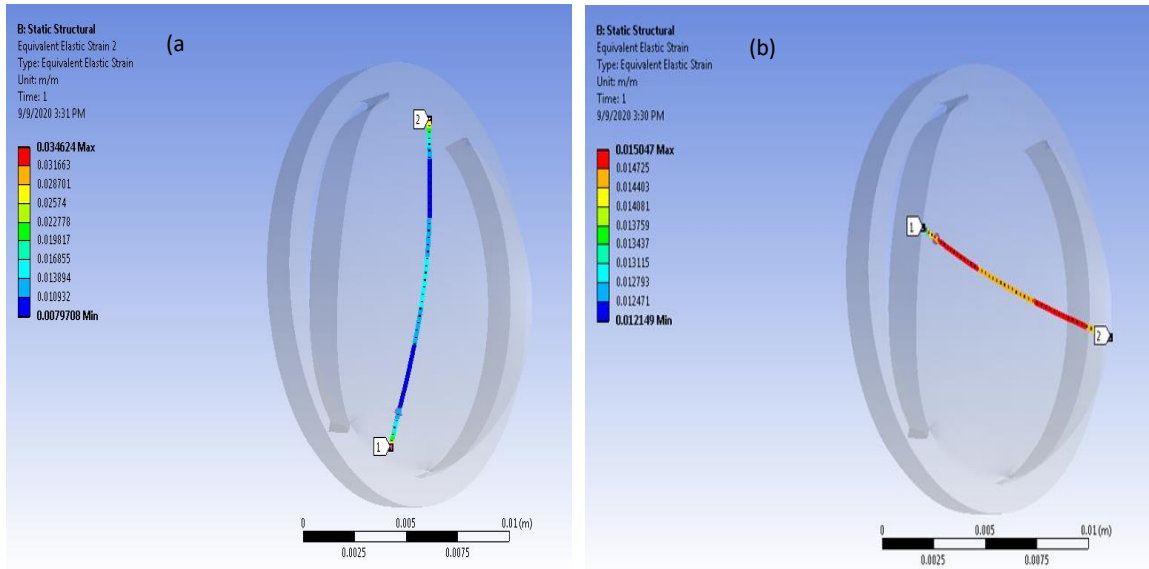 B: Static Structural
Equivalent Elastic Strain 2
Type: Equivalent Elastic Strain
Unit: m/m
Time: 1
9/9/2020 3:31 PM
(a
0.034624 Max
0.031663
0.028701
0.02574
0.022778
0.019817
0.016855
0.013894
0.010932
0.0079708 Min
2
1
0
0.005
0.01 (m)
0.0025
0.0075
B: Static Structural
Equivalent Elastic Strain
Type: Equivalent Elastic Strain
Unit: m/m
Time: 1
9/9/2020 3:30 PM
(b)
0.015047 Max
0.014725
0.014403
0.014081
0.013759
0.013437
0.013115
0.012793
0.012471
0.012149 Min
1
2
0
0.005
0.01 (m)
0.0025
0.0075